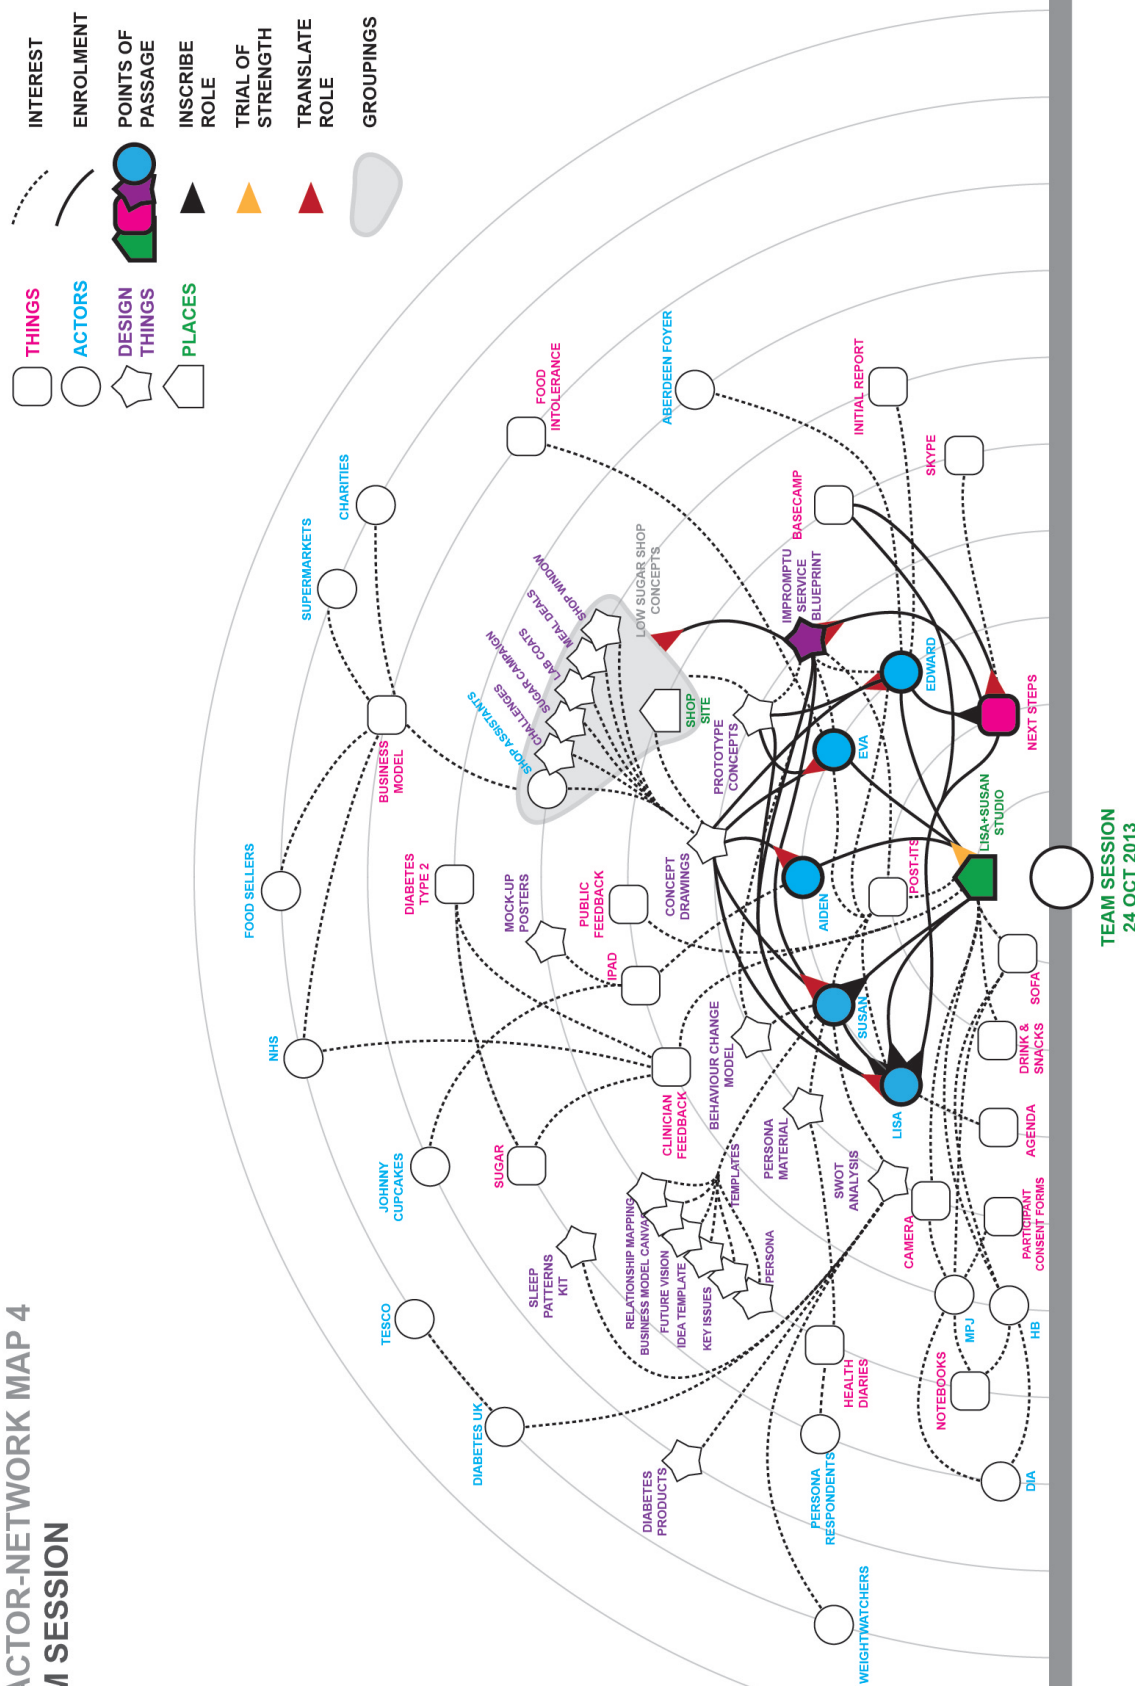 ACTOR-NETWORK MAP 4
M SESSION
THINGS
ACTORS
DESIGN
THINGS
PLACES
INTEREST
ENROLMENT
POINTS OF
PASSAGE
INSCRIBE
ROLE
TRIAL OF
STRENGTH
TRANSLATE
ROLE
GROUPINGS
FOOD SELLERS
NHS
SUPERMARKETS
CHARITIES
BUSINESS
MODEL
TESCO
JOHNNY
CUPCAKES
DIABETES
TYPE 2
DIABETES UK
SUGAR
SLEEP
PATTERNS
KIT
MOCK-UP
POSTERS
SHOP ASSISTANTS
CHALLENGES
SUGAR CAMPAIGN
LAB COATS
MEAL DEALS
SHOP WINDOW
LOW SUGAR SHOP
CONCEPTS
FOOD
INTOLERANCE
PUBLIC
FEEDBACK
IPAD
CLINICIAN
FEEDBACK
RELATIONSHIP MAPPING
BUSINESS MODEL CANVAS
FUTURE VISION
IDEA TEMPLATE
KEY ISSUES
PERSONA
TEMPLATES
DIABETES
PRODUCTS
CONCEPT
DRAWINGS
SHOP
SITE
ABERDEEN FOYER
BEHAVIOUR CHANGE
MODEL
PROTOTYPE
CONCEPTS
IMPROMPTU
SERVICE
BLUEPRINT
BASECAMP
PERSONA
MATERIAL
PERSONA
RESPONDENTS
HEALTH
DIARIES
SWOT
ANALYSIS
WEIGHTWATCHERS
SUSAN
AIDEN
EVA
INITIAL REPORT
LISA
POST-ITS
EDWARD
SKYPE
CAMERA
NOTEBOOKS
MPJ
LISA+SUSAN
STUDIO
DIA
HB
PARTICIPANT
CONSENT FORMS
AGENDA
DRINK &
SNACKS
SOFA
NEXT STEPS
TEAM SESSION
24 OCT 2013